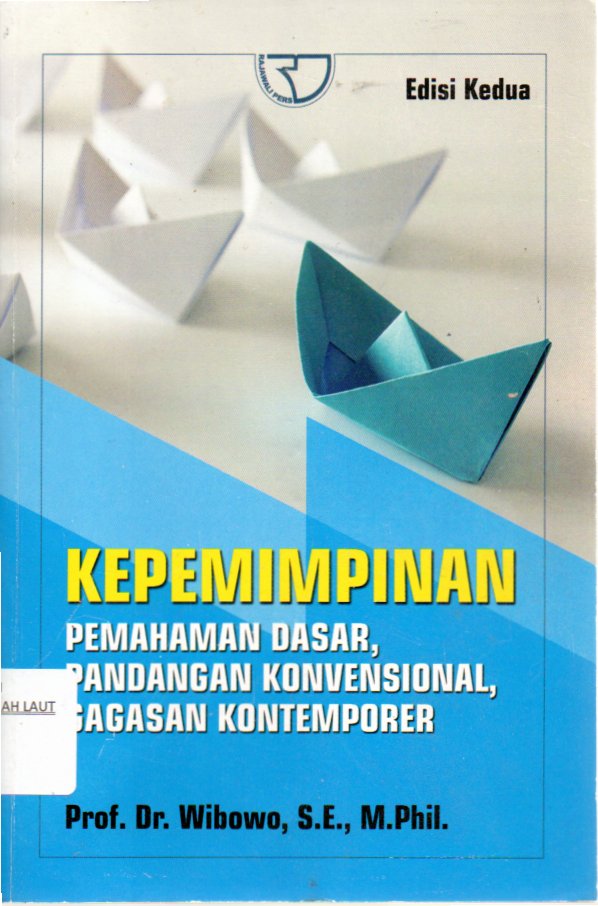 RAJAWALI PERS
Edisi Kedua
KEPEMIMPINAN
PEMAHAMAN DASAR,
PANDANGAN KONVENSIONAL,
GAGASAN KONTEMPORER
AH LAUT
Prof. Dr. Wibowo, S.E., M.Phil.